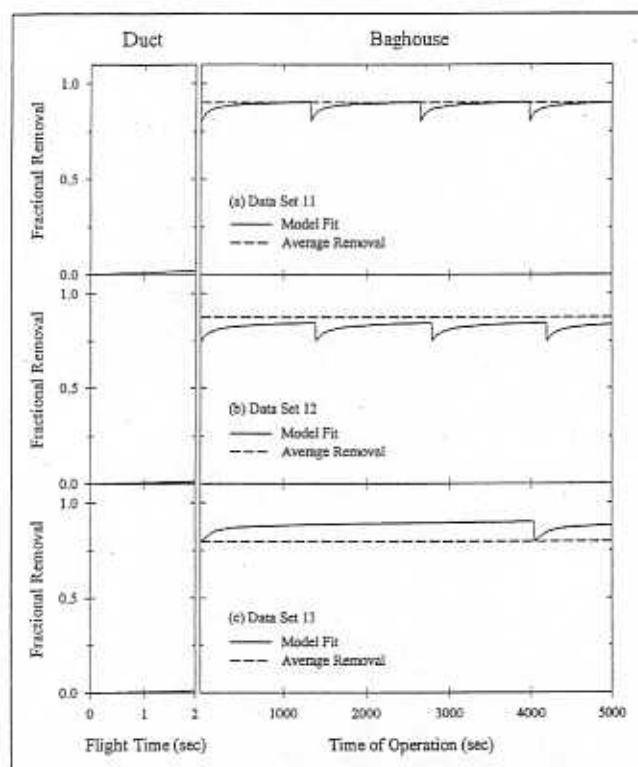 Duct
Baghouse
Fractional Removal
1.0
0.5
0.0
(a) Data Set 11
Model Fit
Average Removal
Fractional Removal
1.0
0.5
0.0
(b) Data Set 12
Model Fit
Average Removal
Fractional Removal
1.0
0.5
0.0
(c) Data Set 13
Model Fit
Average Removal
0 1 2
1000 2000 3000 4000 5000
Flight Time (sec)
Time of Operation (sec)